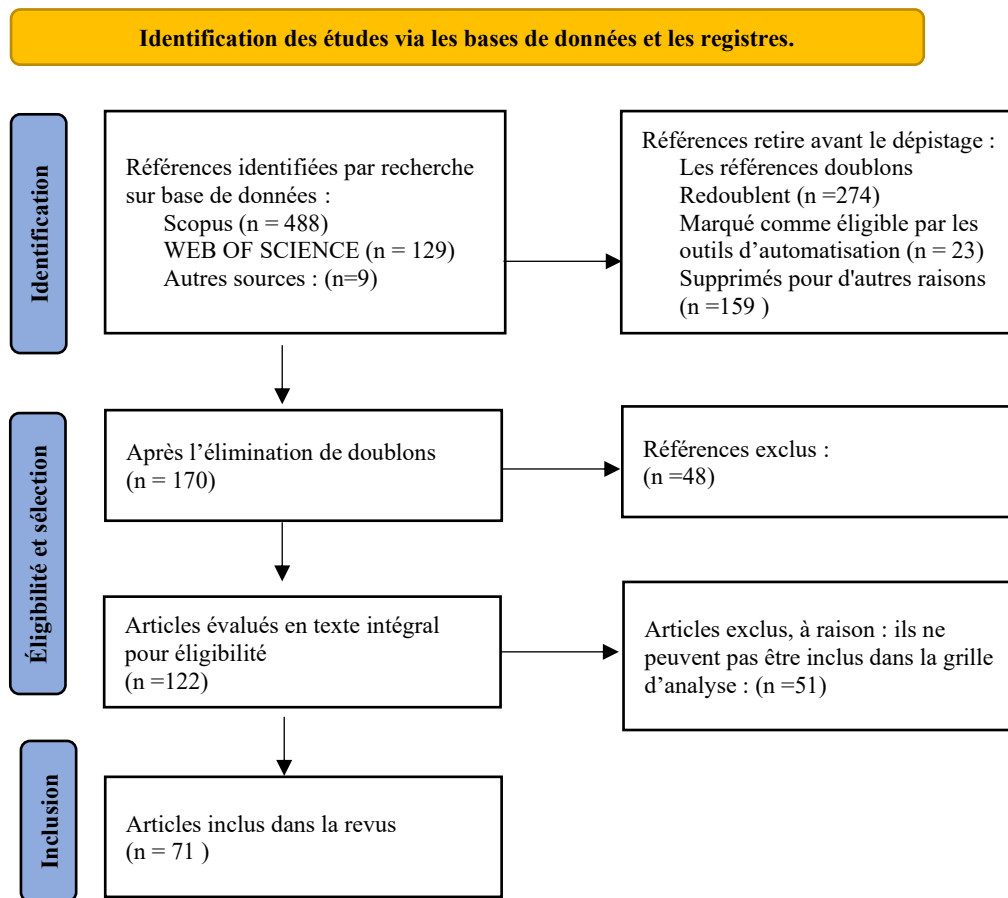 Identification des études via les bases de données et les registres.
Identification
Références identifiées par recherche
sur base de données :
Scopus (n = 488)
WEB OF SCIENCE (n = 129)
Autres sources : (n=9)
Références retire avant le dépistage :
Les références doublons
Redoublent (n =274)
Marqué comme éligible par les
outils d’automatisation (n = 23)
Supprimés pour d'autres raisons
(n =159 )
Éligibilité et sélection
Après l’élimination de doublons
(n = 170)
Références exclus :
(n =48)
Articles évalués en texte intégral
pour éligibilité
(n =122)
Articles exclus, à raison : ils ne
peuvent pas être inclus dans la grille
d’analyse : (n =51)
Inclusion
Articles inclus dans la revus
(n = 71 )